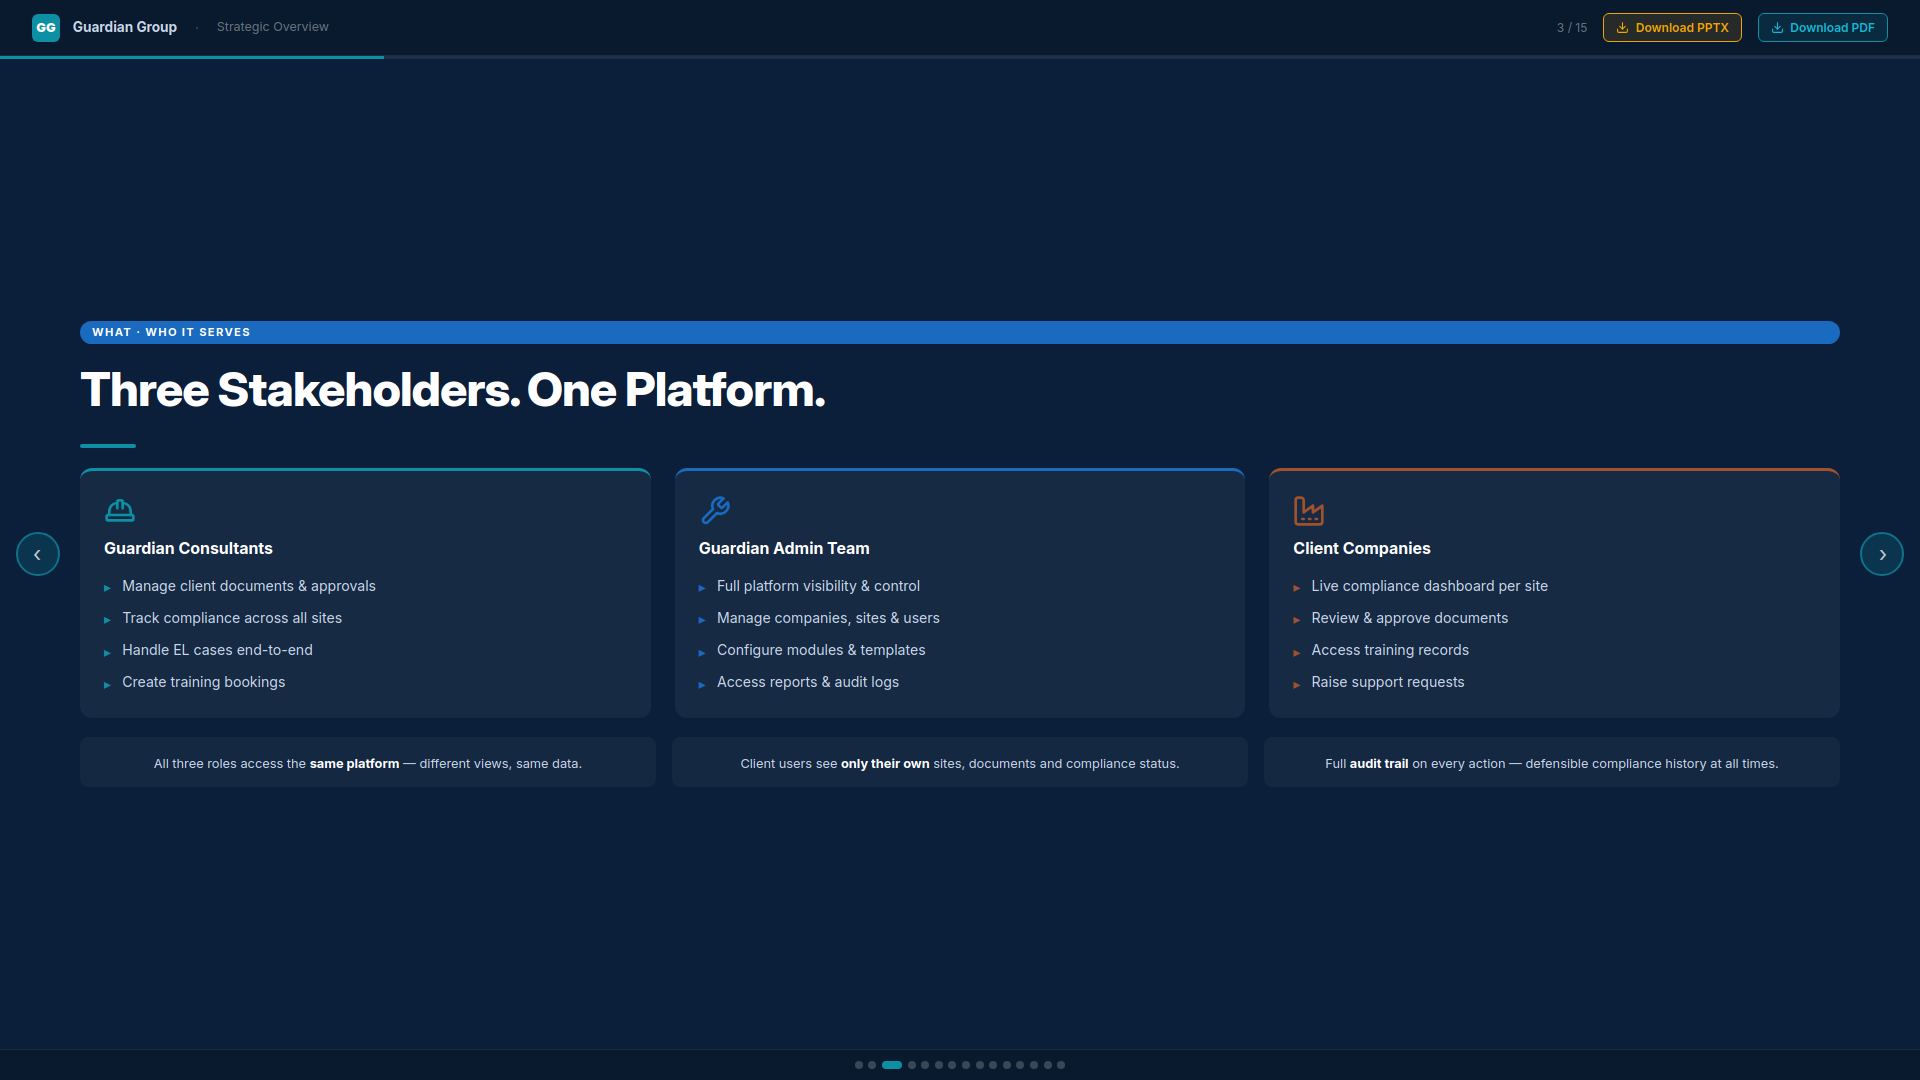 GG Guardian Group · Strategic Overview
3 / 15
Download PPTX
Download PDF
WHAT · WHO IT SERVES
Three Stakeholders. One Platform.
Guardian Consultants
▸ Manage client documents & approvals
▸ Track compliance across all sites
▸ Handle EL cases end-to-end
▸ Create training bookings
Guardian Admin Team
▸ Full platform visibility & control
▸ Manage companies, sites & users
▸ Configure modules & templates
▸ Access reports & audit logs
Client Companies
▸ Live compliance dashboard per site
▸ Review & approve documents
▸ Access training records
▸ Raise support requests
All three roles access the same platform — different views, same data.
Client users see only their own sites, documents and compliance status.
Full audit trail on every action — defensible compliance history at all times.